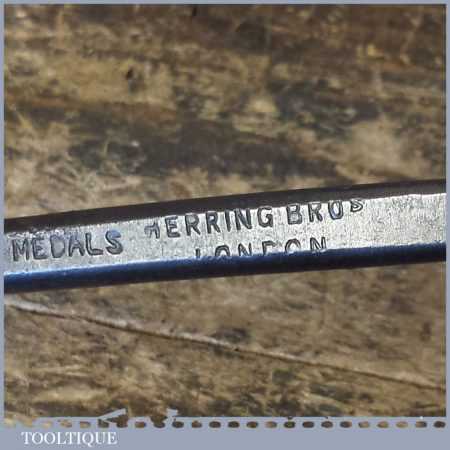 MEDALS HERRING BROS
LONDON
TOOLTIQUE